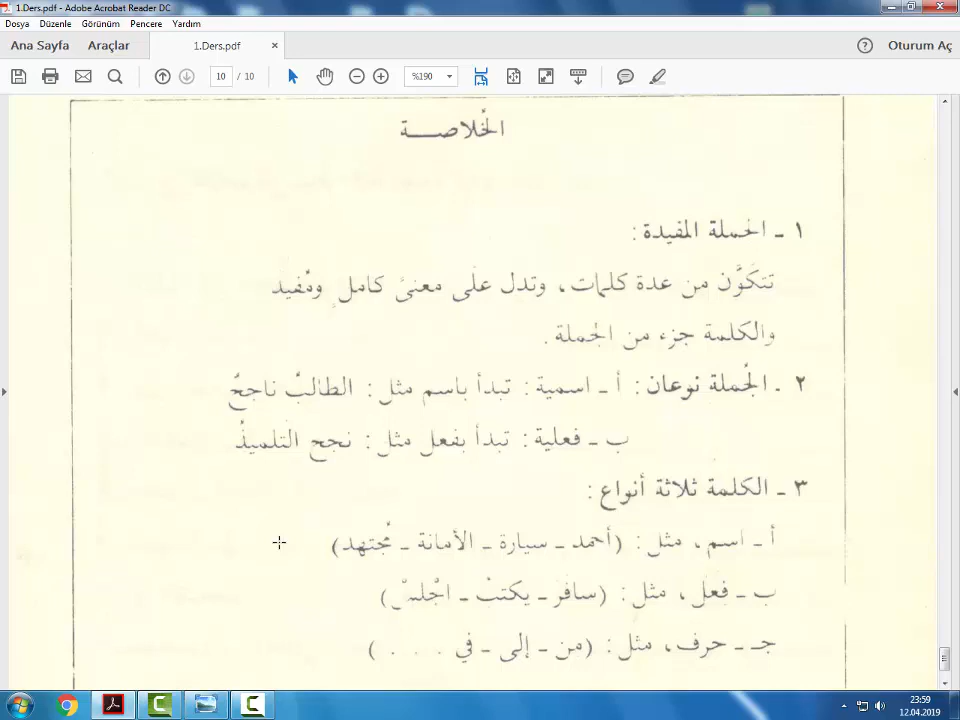 1.Ders.pdf - Adobe Acrobat Reader DC
Dosya Düzenle Görünüm Pencere Yardım
Ana Sayfa Araçlar 1.Ders.pdf × ? Oturum Aç
10 / 10 %190
الخُلاصـــة
١ ـ الجملة المفيدة :
تتكَوَّن من عدة كلمات، وتدل على معنىً كامل ومُفيد
والكلمة جزء من الجملة .
٢ ـ الجُملة نوعان : أ ـ اسمية : تبدأ باسم مثل : الطالبُ ناجحٌ
ب ـ فعلية : تبدأ بفعل مثل : نجح التلميذُ
٣ ـ الكلمة ثلاثة أنواع :
أ ـ اسم، مثل : (أحمد ـ سيارة ـ الأمانة ـ مُجتهد)
ب ـ فعل، مثل : (سافر ـ يكتبْ ـ اجْلسْ)
جـ ـ حرف، مثل : (من ـ إلى ـ في . . . )
23:59
12.04.2019